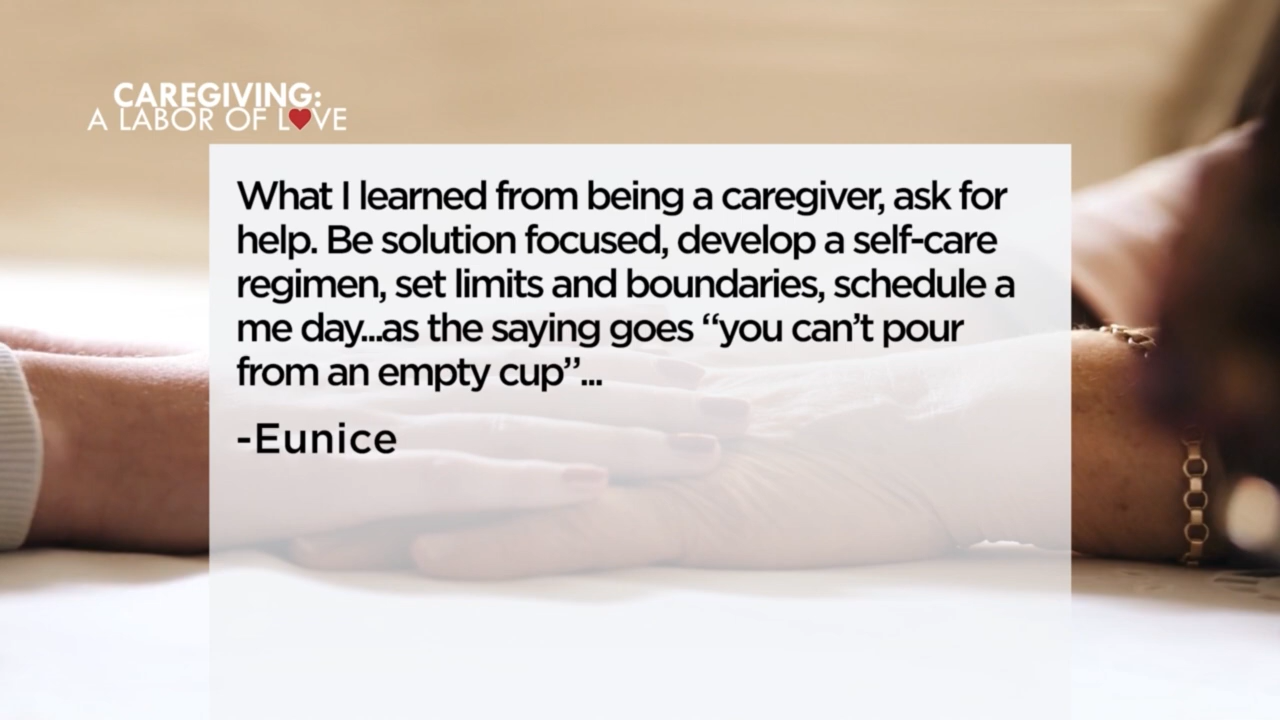 CAREGIVING:
A LABOR OF LOVE
What I learned from being a caregiver, ask for
help. Be solution focused, develop a self-care
regimen, set limits and boundaries, schedule a
me day...as the saying goes “you can’t pour
from an empty cup”...
-Eunice